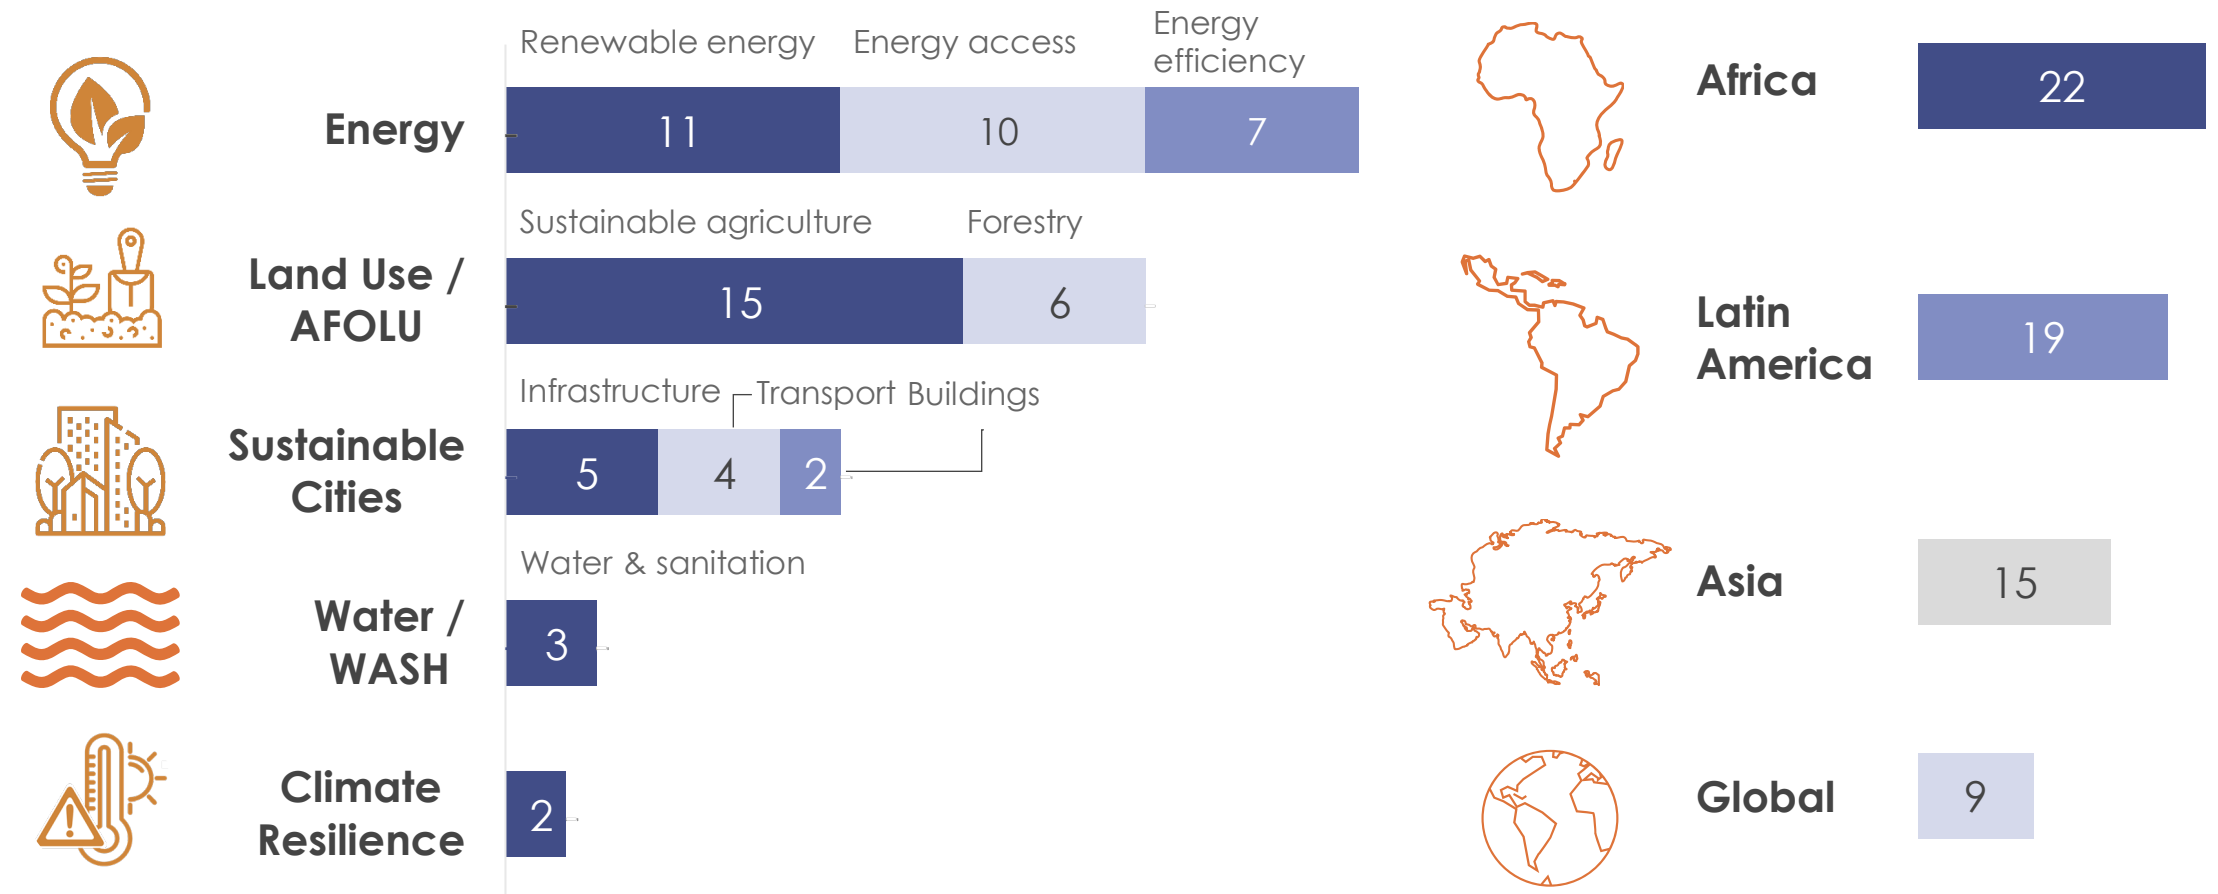 Renewable energy
Energy access
Energy
efficiency
Energy
11
10
7
Sustainable agriculture
Forestry
Land Use /
AFOLU
15
6
Infrastructure
Transport
Buildings
Sustainable
Cities
5
4
2
Water & sanitation
Water /
WASH
3
Climate
Resilience
2
Africa
22
Latin
America
19
Asia
15
Global
9